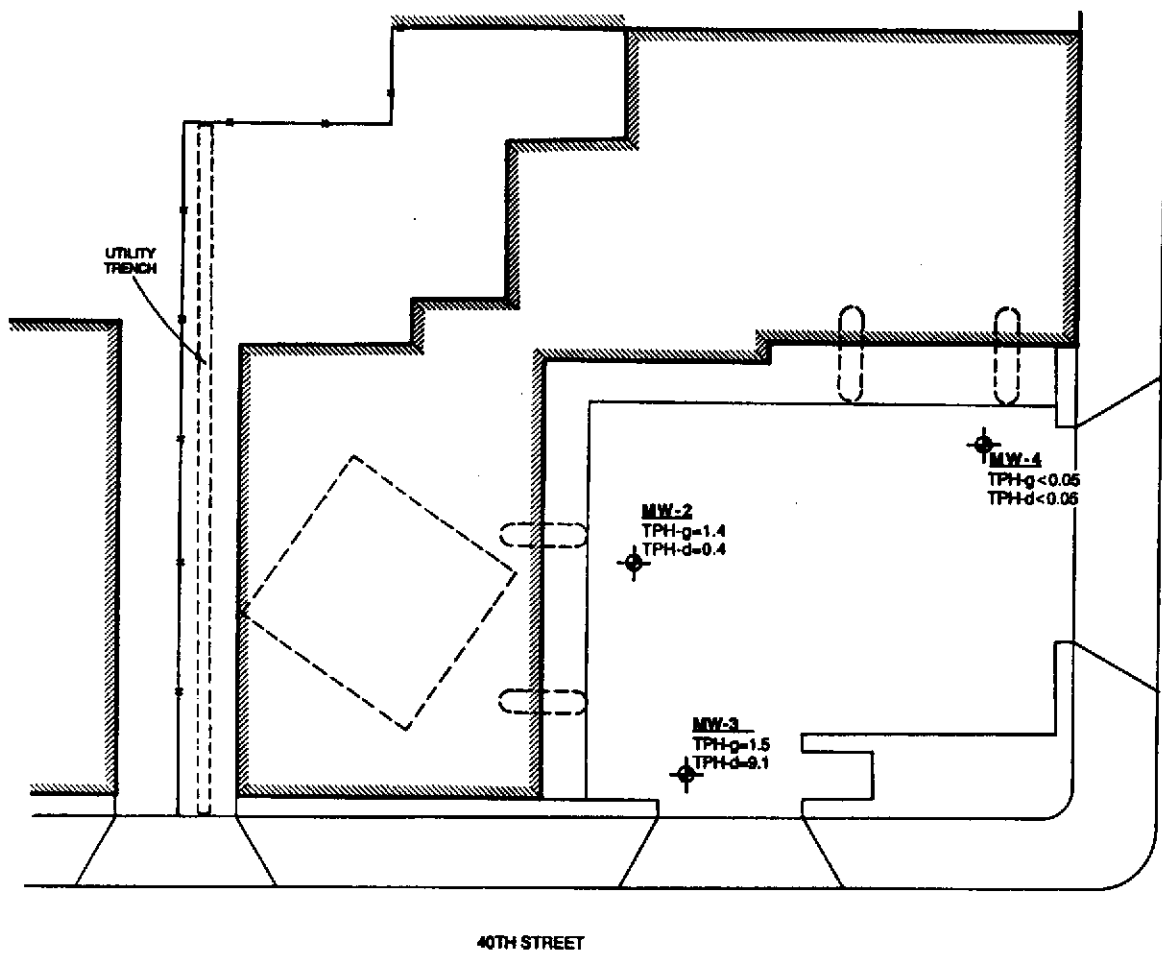 UTILITY
TRENCH
MW-4
TPH-g<0.05
TPH-d<0.05
MW-2
TPH-g=1.4
TPH-d=0.4
MW-3
TPH-g=1.5
TPH-d=9.1
40TH STREET